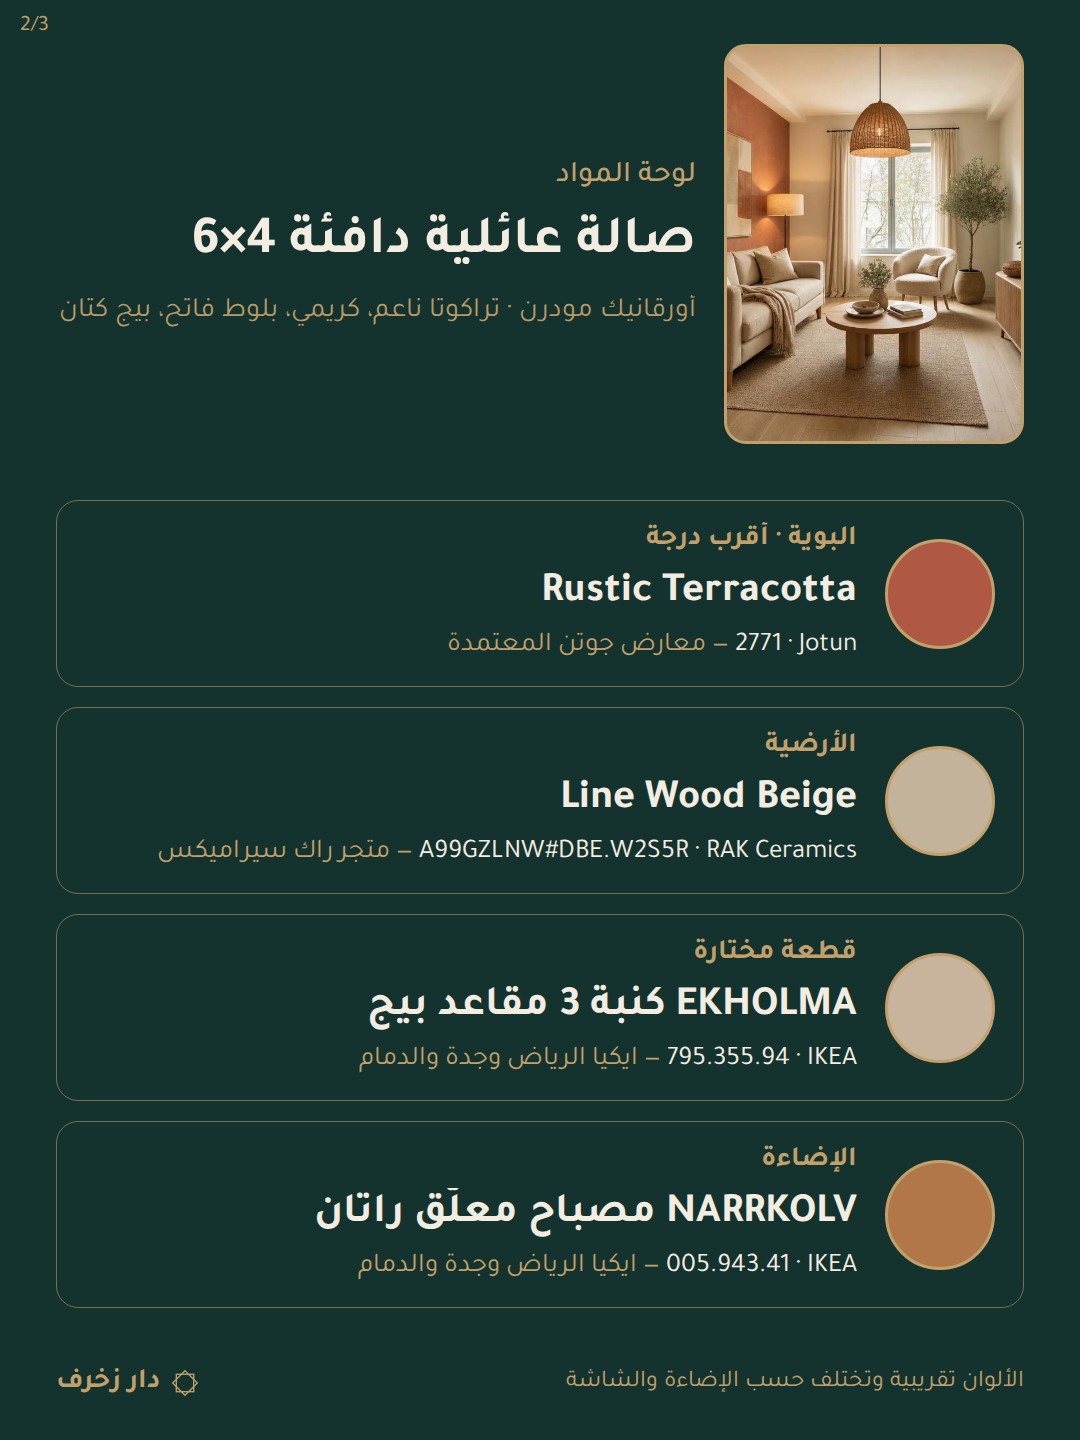 2/3
لوحة المواد
صالة عائلية دافئة 4×6
أورقانيك مودرن · تراكوتا ناعم، كريمي، بلوط فاتح، بيج كتان
البوية · أقرب درجة
Rustic Terracotta
2771 · Jotun — معارض جوتن المعتمدة
الأرضية
Line Wood Beige
A99GZLNW#DBE.W2S5R · RAK Ceramics — متجر راك سيراميكس
قطعة مختارة
EKHOLMA كنبة 3 مقاعد بيج
795.355.94 · IKEA — ايكيا الرياض وجدة والدمام
الإضاءة
NARRKOLV مصباح معلّق راتان
005.943.41 · IKEA — ايكيا الرياض وجدة والدمام
الألوان تقريبية وتختلف حسب الإضاءة والشاشة
دار زخرف